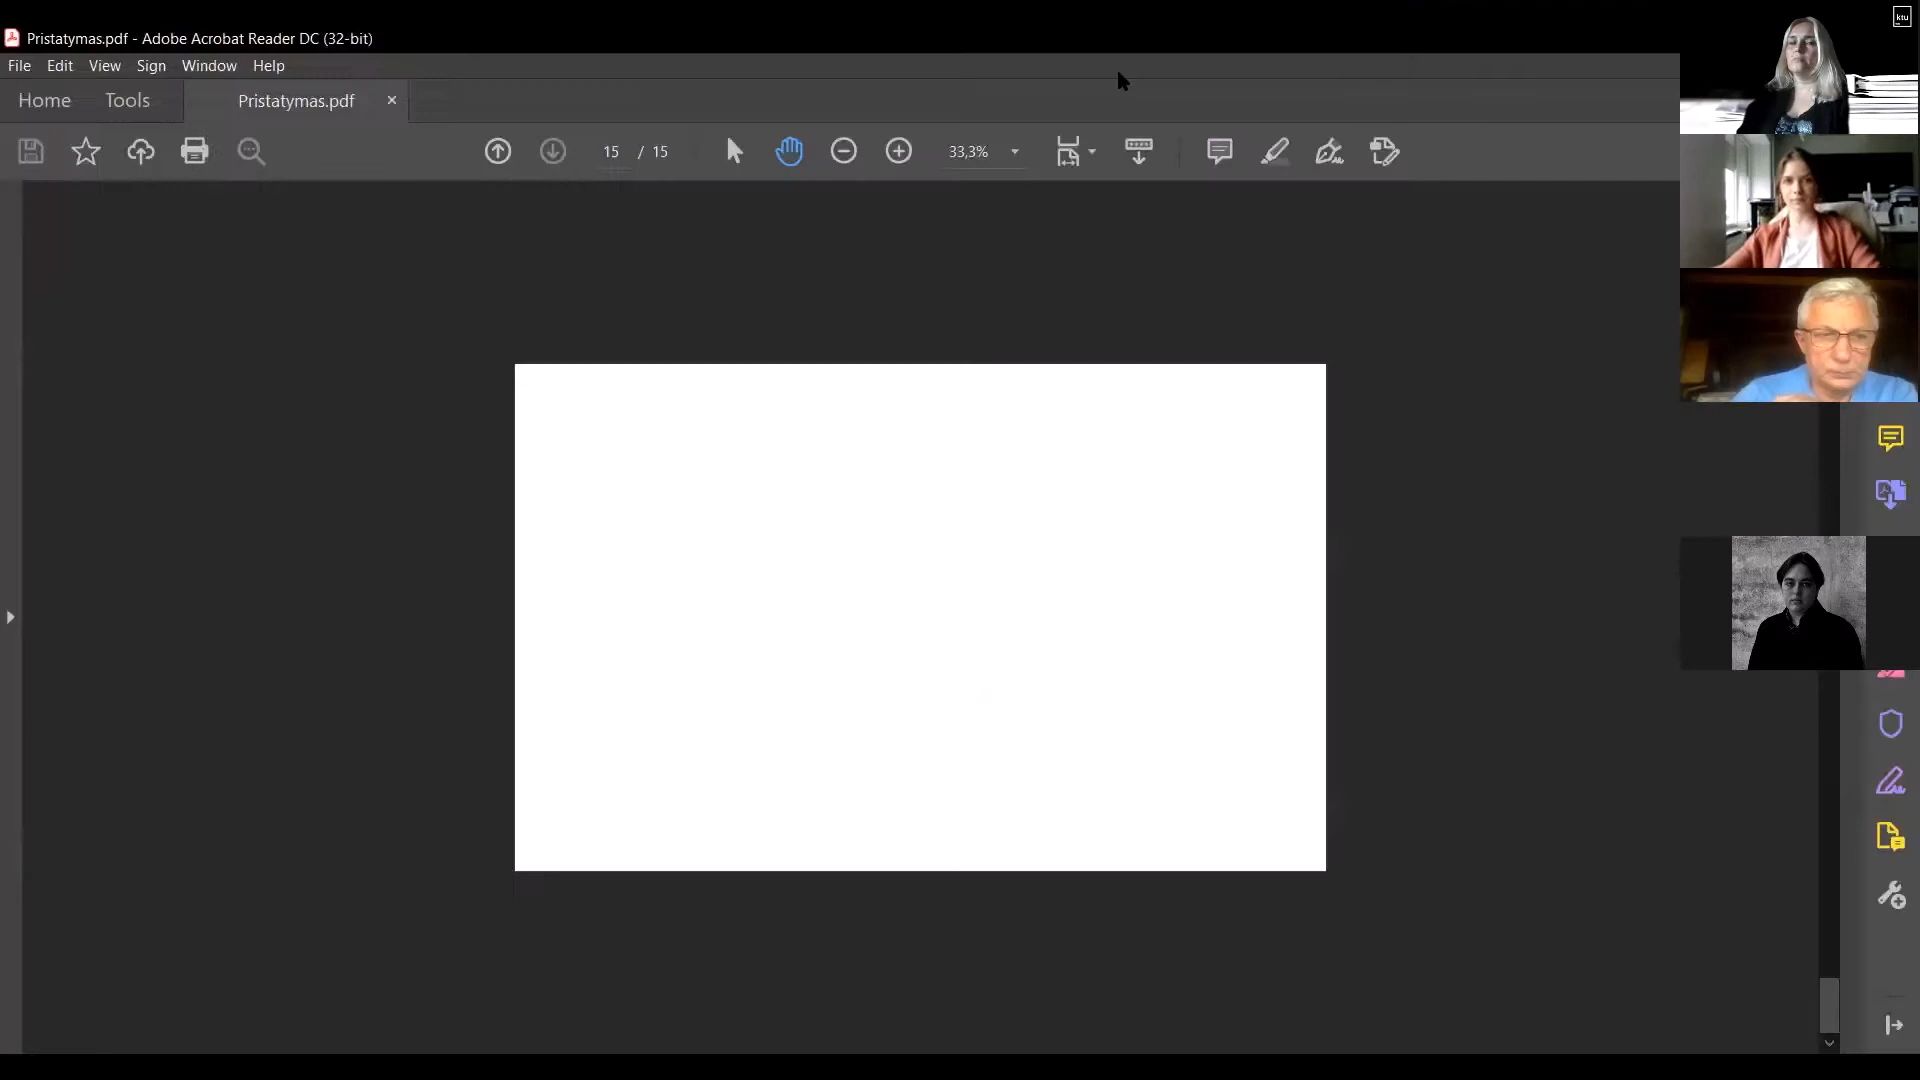 ktu
Pristatymas.pdf - Adobe Acrobat Reader DC (32-bit)
File Edit View Sign Window Help
Home Tools Pristatymas.pdf ×
15 / 15 33,3%